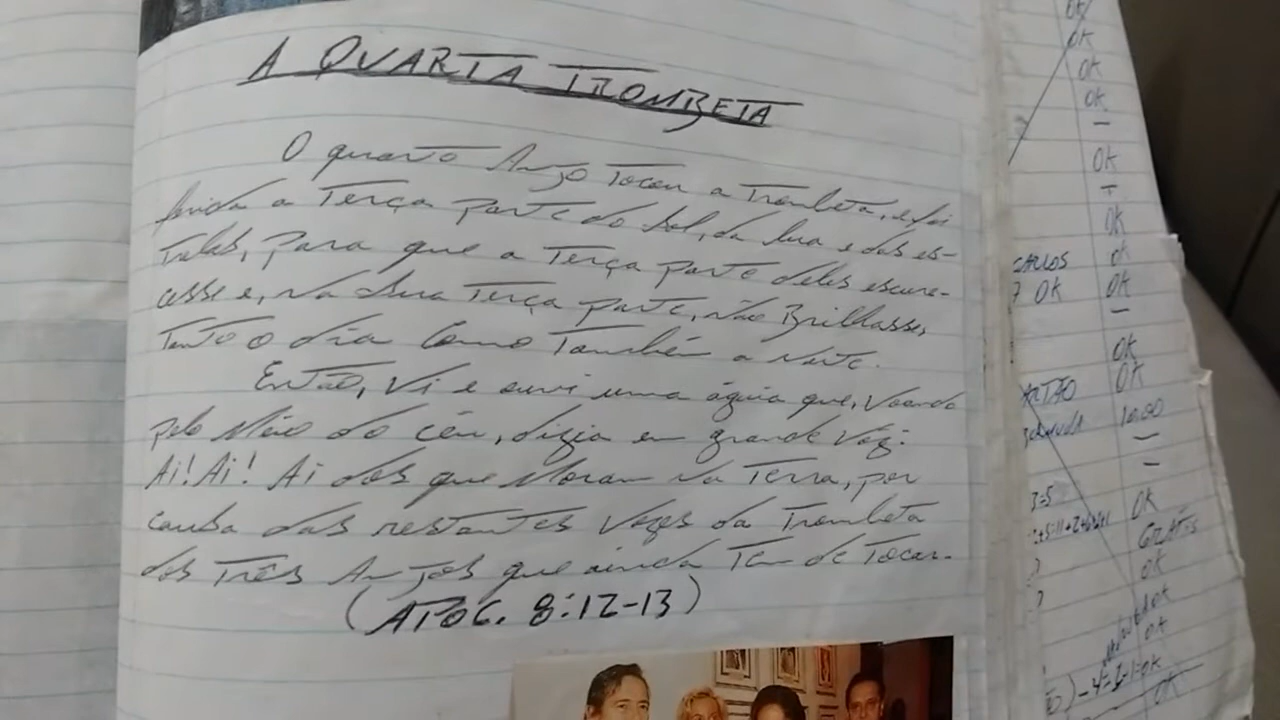 A QUARTA TROMBETA
O quarto Anjo Tocou a Trombeta, e foi
ferida a Terça parte do Sol, da Lua e das es-
trelas, para que a Terça parte deles escure-
cesse e, na Sua Terça parte, não Brilhasse,
Tanto o dia Como Também a Noite.
Então, Vi e ouvi uma águia que, Voando
pelo Meio do céu, dizia em grande Voz:
Ai! Ai! Ai dos que Moram Na Terra, por
causa das restantes Vozes da Trombeta
dos Três Anjos que ainda Tem de Tocar.
(APOC. 8:12-13)
OK
OK
OK
OK
—
OK
OK
OK
CARLOS
OK OK
—
OK
OK
10,00
—
—
OK
GRÁTIS
OK
OK
OK
OK